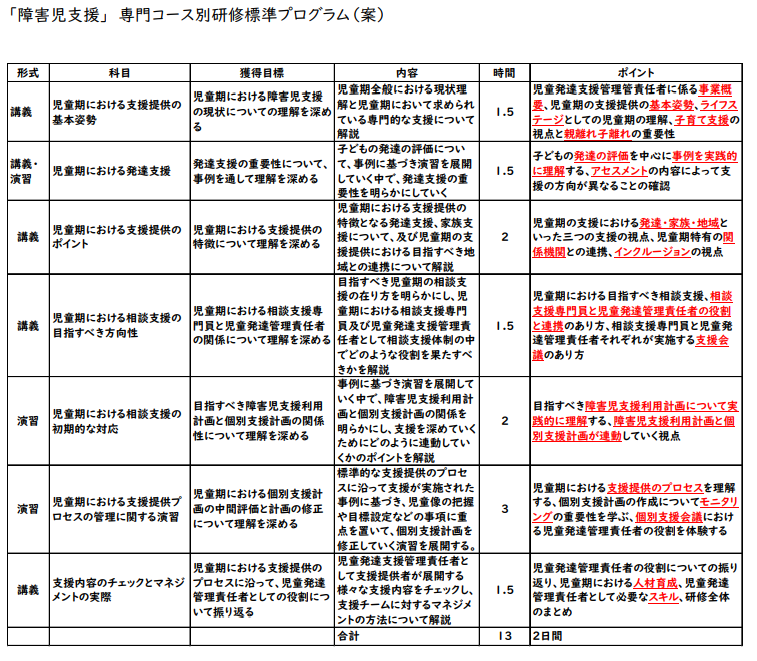 「障害児支援」 専門コース別研修標準プログラム（案）
形式 科目 獲得目標 内容 時間 ポイント
講義
児童期における支援提供の
基本姿勢
児童期における障害児支援
の現状についての理解を深め
る
児童期全般における現状理
解と児童期において求められ
ている専門的な支援について
解説
1.5
児童発達支援管理管責任者に係る事業概
要、児童期の支援提供の基本姿勢、ライフス
テージとしての児童期の理解、子育て支援の
視点と親離れ子離れの重要性
講義・
演習
児童期における発達支援
発達支援の重要性について、
事例を通して理解を深める
子どもの発達の評価につい
て、事例に基づき演習を展開
していく中で、発達支援の重
要性を明らかにしていく
1.5
子どもの発達の評価を中心に事例を実践的
に理解する、アセスメントの内容によって支
援の方向が異なることの確認
講義
児童期における支援提供の
ポイント
児童期における支援提供の
特徴について理解を深める
児童期における支援提供の
特徴となる発達支援、家族支
援について、及び児童期の支
援提供における目指すべき地
域との連携について解説
2
児童期の支援における発達・家族・地域と
いった三つの支援の視点、児童期特有の関
係機関との連携、インクルージョンの視点
講義
児童期における相談支援の
目指すべき方向性
児童期における相談支援専
門員と児童発達管理責任者
の関係について理解を深める
目指すべき児童期の相談支
援の在り方を明らかにし、児
童期における相談支援専門
員及び児童発達支援管理責
任者として相談支援体制の中
でどのような役割を果たすべ
きかを解説
1.5
児童期における目指すべき相談支援、相談
支援専門員と児童発達管理責任者の役割
と連携のあり方、相談支援専門員と児童発
達管理責任者それぞれが実施する支援会
議のあり方
演習
児童期における相談支援の
初期的な対応
目指すべき障害児支援利用
計画と個別支援計画の関係
性について理解を深める
事例に基づき演習を展開して
いく中で、障害児支援利用計
画と個別支援計画の関係を
明らかにし、支援を深めていく
ためにどのように連動してい
くかのポイントを解説
2
目指すべき障害児支援利用計画について実
践的に理解する、障害児支援利用計画と個
別支援計画が連動していく視点
演習
児童期における支援提供プ
ロセスの管理に関する演習
児童期における個別支援計
画の中間評価と計画の修正
について理解を深める
標準的な支援提供のプロセ
スに沿って支援が実施された
事例に基づき、児童像の把握
や目標設定などの事項に重
点を置いて、個別支援計画を
修正していく演習を展開する。
3
児童期における支援提供のプロセスを理解
する、個別支援計画の作成についてモニタリ
ングの重要性を学ぶ、個別支援会議におけ
る児童発達管理責任者の役割を体験する
講義
支援内容のチェックとマネジ
メントの実際
児童期における支援提供の
プロセスに沿って、児童発達
管理責任者としての役割につ
いて振り返る
児童発達支援管理責任者と
して支援提供者が展開する
様々な支援内容をチェックし、
支援チームに対するマネジメ
ントの方法について解説
1.5
児童発達管理責任者の役割についての振
り返り、児童期における人材育成、児童発達
管理責任者として必要なスキル、研修全体
のまとめ
合計 13 2日間